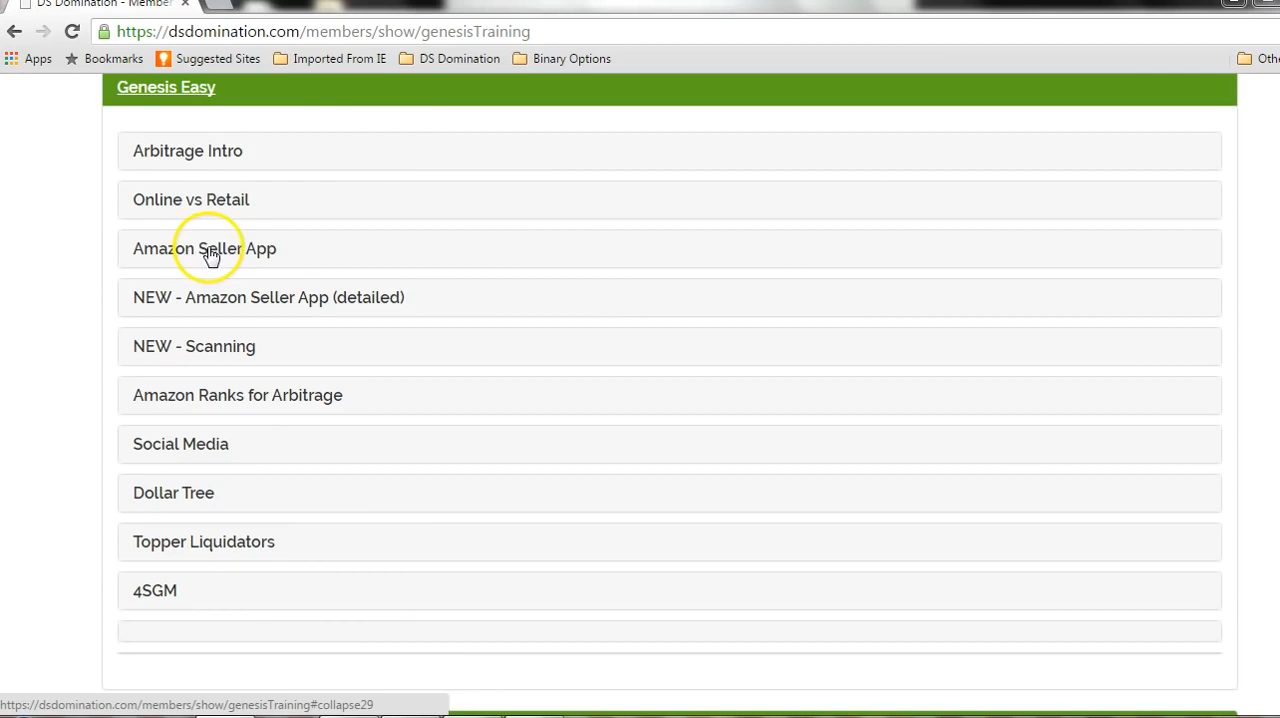 DS Domination - Member
https://dsdomination.com/members/show/genesisTraining
Apps Bookmarks Suggested Sites Imported From IE DS Domination Binary Options Othe
Genesis Easy
Arbitrage Intro
Online vs Retail
Amazon Seller App
NEW - Amazon Seller App (detailed)
NEW - Scanning
Amazon Ranks for Arbitrage
Social Media
Dollar Tree
Topper Liquidators
4SGM
https://dsdomination.com/members/show/genesisTraining#collapse29